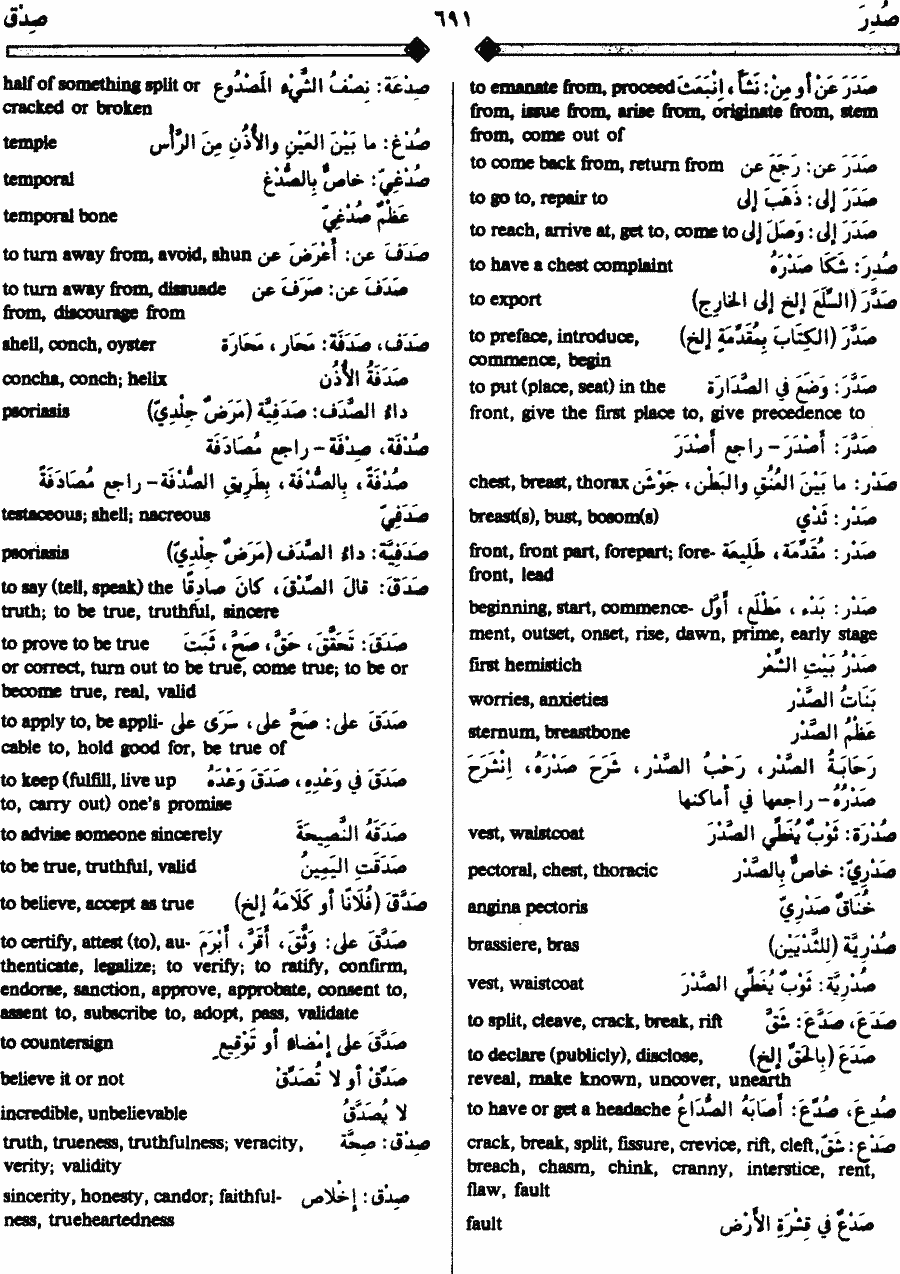 صُدِرَ ٦٩١ صِدْق
صَدَرَ عَنْ أو مِنْ: نَشَأَ، اِنْبَعَثَ to emanate from, proceed
from, issue from, arise from, originate from, stem
from, come out of
صَدَرَ عن: رَجَعَ عن to come back from, return from
صَدَرَ إلى: ذَهَبَ إلى to go to, repair to
صَدَرَ إلى: وَصَلَ إلى to reach, arrive at, get to, come to
صُدِرَ: شَكَا صَدْرَهُ to have a chest complaint
صَدَّرَ (السِّلَعَ إلخ إلى الخارِج) to export
صَدَّرَ (الكِتَابَ بِمُقَدِّمَةٍ إلخ) to preface, introduce,
commence, begin
صَدَّرَ: وَضَعَ في الصَّدَارَة to put (place, seat) in the
front, give the first place to, give precedence to
صَدَّرَ: أَصْدَرَ - راجع أَصْدَرَ
صَدْر: ما بَيْنَ العُنُقِ والبَطْن، جَوْشَن chest, breast, thorax
صَدْر: ثَدْي breast(s), bust, bosom(s)
صَدْر: مُقَدَّمَة، طَلِيعَة front, front part, forepart; fore-
front, lead
صَدْر: بَدْء، مَطْلَع، أَوَّل beginning, start, commence-
ment, outset, onset, rise, dawn, prime, early stage
صَدْرُ بَيْتِ الشِّعْر first hemistich
بَنَاتُ الصَّدْر worries, anxieties
عَظْمُ الصَّدْر sternum, breastbone
رَحَابَةُ الصَّدْر، رَحْبُ الصَّدْر، شَرَحَ صَدْرَهُ، اِنْشَرَحَ
صَدْرُهُ - راجعها في أماكنها
صُدْرَة: ثَوْبٌ يُغَطِّي الصَّدْرَ vest, waistcoat
صَدْرِيّ: خاصٌّ بالصَّدْر pectoral, chest, thoracic
خُنَاقٌ صَدْرِيّ angina pectoris
صَدْرِيَّة (للثَّدْيَيْن) brassiere, bras
صَدْرِيَّة: ثَوْبٌ يُغَطِّي الصَّدْرَ vest, waistcoat
صَدَعَ، صَدَّعَ: شَقَّ to split, cleave, crack, break, rift
صَدَعَ (بالحَقِّ إلخ) to declare (publicly), disclose,
reveal, make known, uncover, unearth
صُدِعَ، صُدِّعَ: أَصَابَهُ الصُّدَاعُ to have or get a headache
صَدْع: شَقّ crack, break, split, fissure, crevice, rift, cleft,
breach, chasm, chink, cranny, interstice, rent,
flaw, fault
صَدْعٌ في قِشْرَةِ الأَرْض fault
صِدْعَة: نِصْفُ الشَّيْءِ المَصْدُوع half of something split or
cracked or broken
صُدْغ: ما بَيْنَ العَيْنِ والأُذُنِ مِنَ الرَّأْس temple
صُدْغِيّ: خاصٌّ بِالصُّدْغ temporal
عَظْمٌ صُدْغِيّ temporal bone
صَدَفَ عن: أَعْرَضَ عن to turn away from, avoid, shun
صَدَفَ عن: صَرَفَ عن to turn away from, dissuade
from, discourage from
صَدَف، صَدَفَة: مَحَار، مَحَارَة shell, conch, oyster
صَدَفَةُ الأُذُن concha, conch; helix
داءُ الصَّدَف: صَدَفِيَّة (مَرَضٌ جِلْدِيّ) psoriasis
صُدْفَة، صِدْفَة - راجع مُصَادَفَة
صُدْفَةً، بِالصُّدْفَة، بِطَرِيقِ الصُّدْفَة - راجع مُصَادَفَةً
صَدَفِيّ testaceous; shell; nacreous
صَدَفِيَّة: داءُ الصَّدَف (مَرَضٌ جِلْدِيّ) psoriasis
صَدَقَ: قالَ الصِّدْقَ، كانَ صادِقًا to say (tell, speak) the
truth; to be true, truthful, sincere
صَدَقَ: تَحَقَّقَ، حَقَّ، صَحَّ، ثَبَتَ to prove to be true
or correct, turn out to be true, come true; to be or
become true, real, valid
صَدَقَ على: صَحَّ على، سَرَى على to apply to, be appli-
cable to, hold good for, be true of
صَدَقَ في وَعْدِهِ، صَدَقَ وَعْدَهُ to keep (fulfill, live up
to, carry out) one's promise
صَدَقَهُ النَّصِيحَةَ to advise someone sincerely
صَدَقَتِ اليَمِينُ to be true, truthful, valid
صَدَّقَ (فُلَانًا أو كَلَامَهُ إلخ) to believe, accept as true
صَدَّقَ على: وَثَّقَ، أَقَرَّ، أَبْرَمَ to certify, attest (to), au-
thenticate, legalize; to verify; to ratify, confirm,
endorse, sanction, approve, approbate, consent to,
assent to, subscribe to, adopt, pass, validate
صَدَّقَ على إمْضَاءٍ أو تَوْقِيعٍ to countersign
صَدِّقْ أو لا تُصَدِّقْ believe it or not
لا يُصَدَّقُ incredible, unbelievable
صِدْق: صِحَّة truth, trueness, truthfulness; veracity,
verity; validity
صِدْق: إخْلاص sincerity, honesty, candor; faithful-
ness, trueheartedness